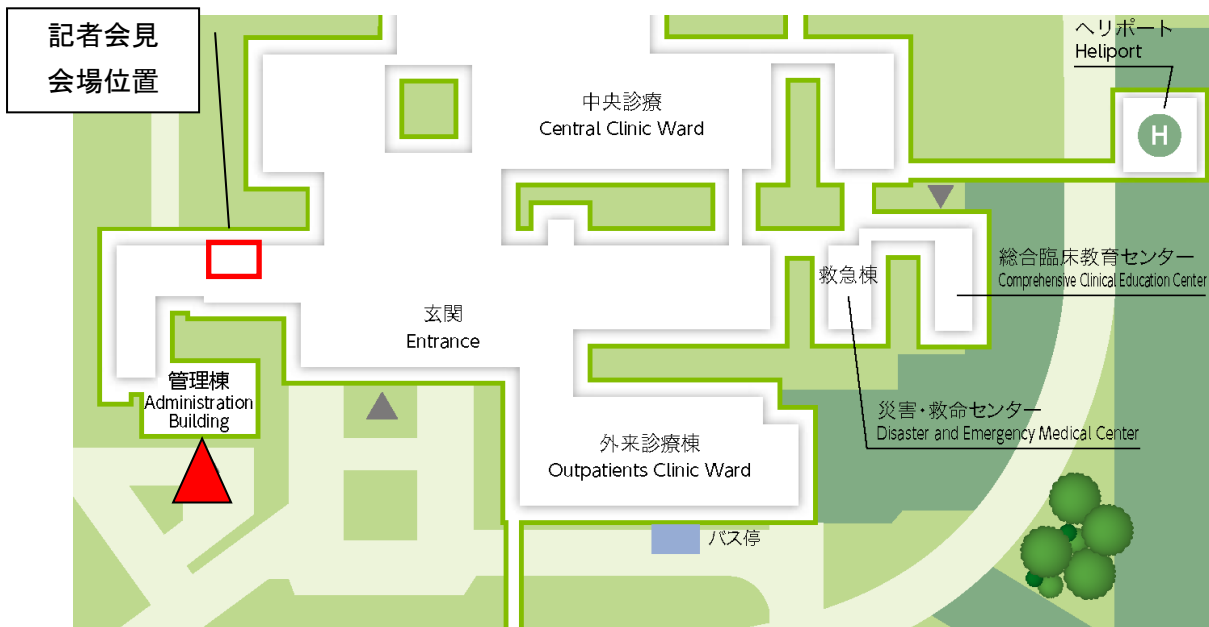 記者会見
会場位置
ヘリポート
Heliport
H
中央診療
Central Clinic Ward
総合臨床教育センター
Comprehensive Clinical Education Center
救急棟
玄関
Entrance
管理棟
Administration
Building
災害・救命センター
Disaster and Emergency Medical Center
外来診療棟
Outpatients Clinic Ward
バス停